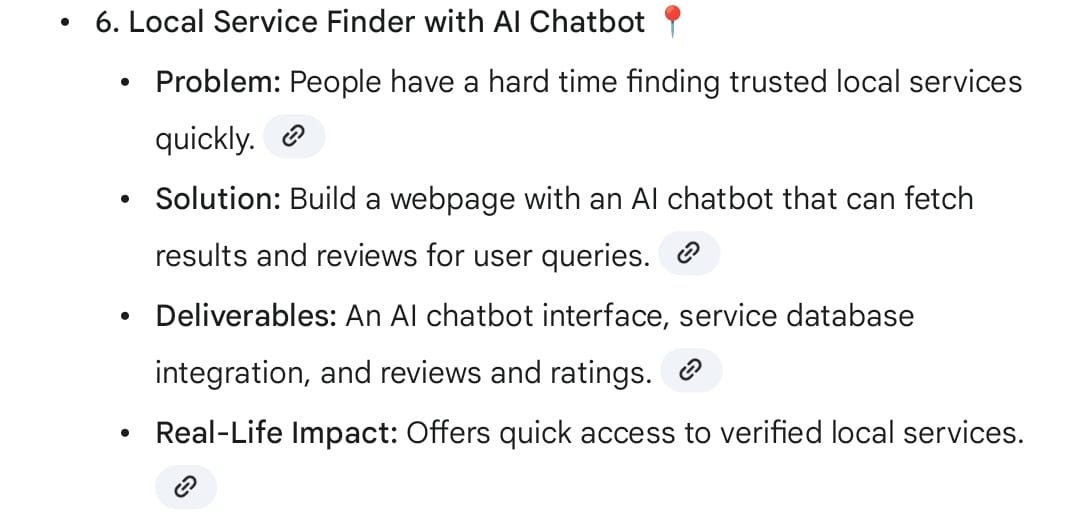 • 6. Local Service Finder with AI Chatbot 📍
• Problem: People have a hard time finding trusted local services
quickly.
• Solution: Build a webpage with an AI chatbot that can fetch
results and reviews for user queries.
• Deliverables: An AI chatbot interface, service database
integration, and reviews and ratings.
• Real-Life Impact: Offers quick access to verified local services.